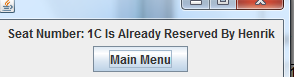 Seat Number: 1C Is Already Reserved By Henrik
Main Menu